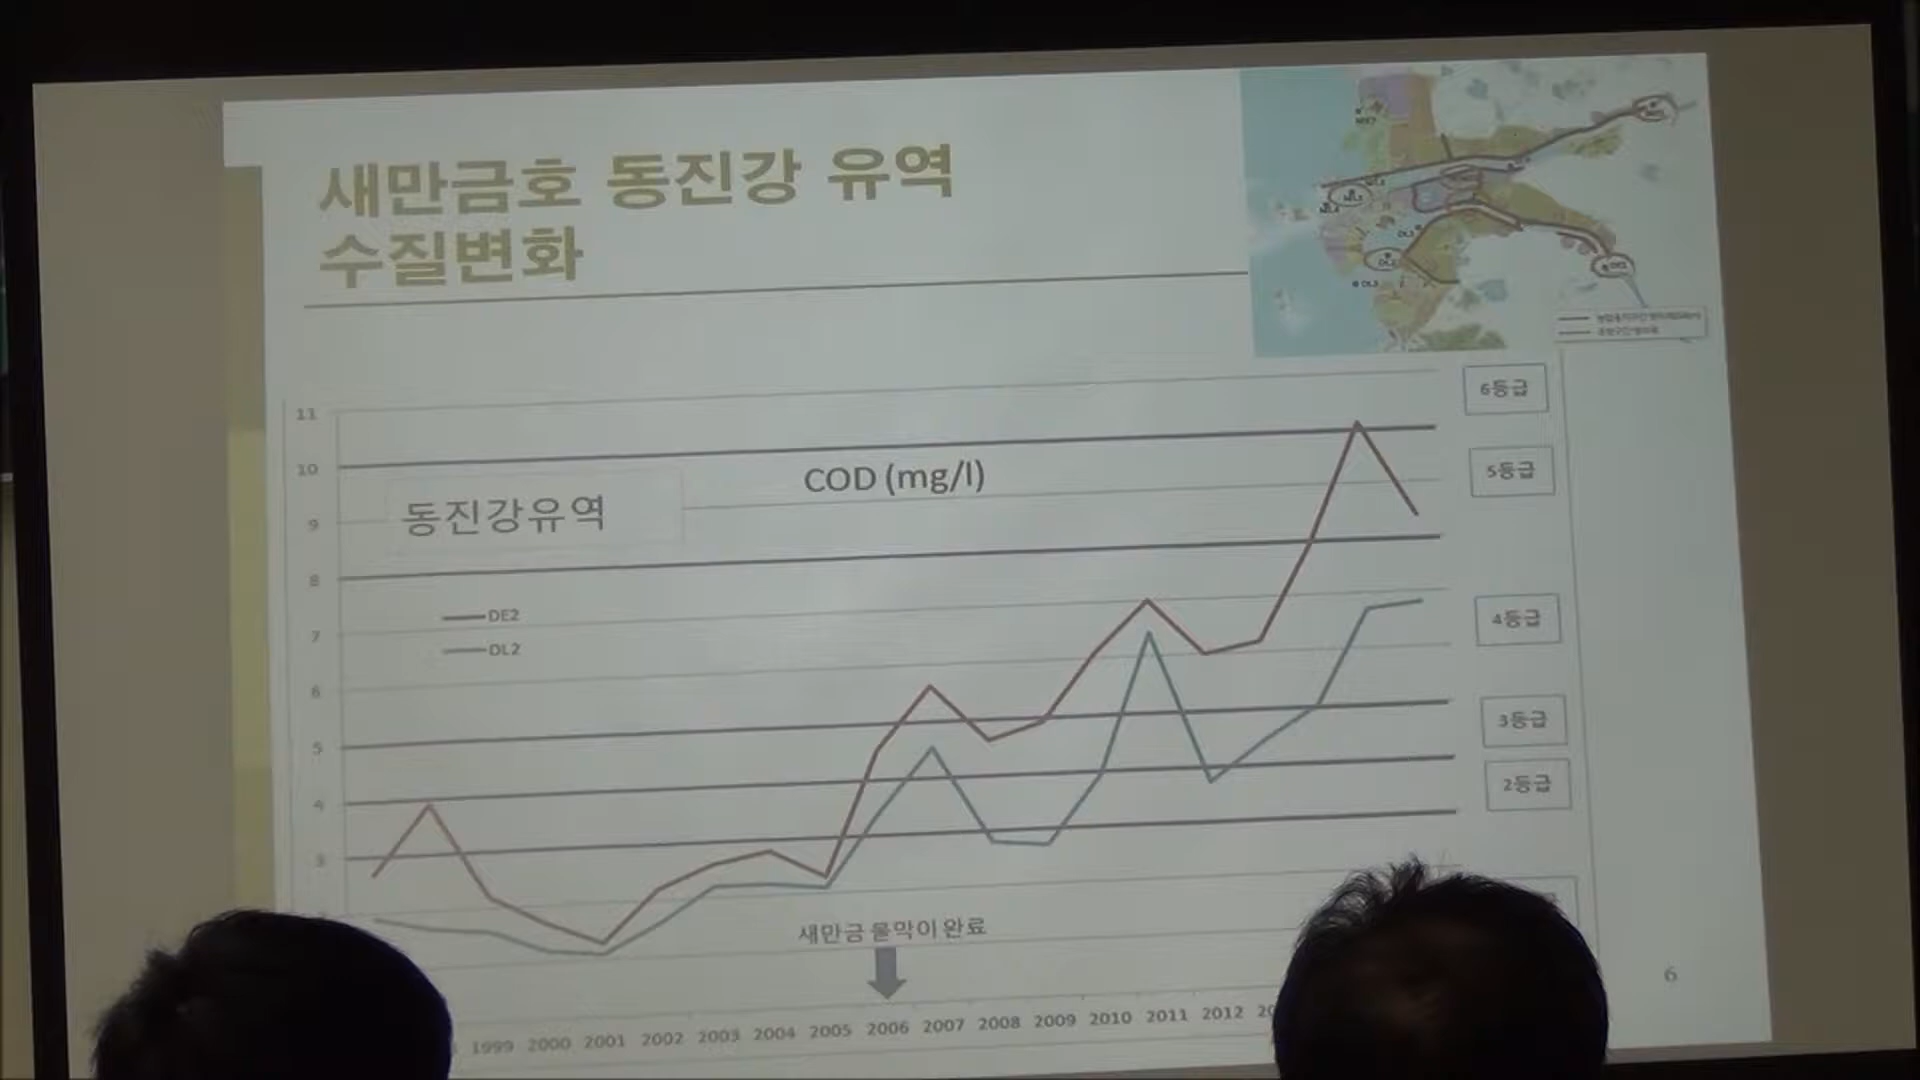 새만금호 동진강 유역
수질변화
COD (mg/l)
동진강유역
DE2
DL2
11
10
9
8
7
6
5
4
3
6등급
5등급
4등급
3등급
2등급
새만금 물막이 완료
1999 2000 2001 2002 2003 2004 2005 2006 2007 2008 2009 2010 2011 2012
6